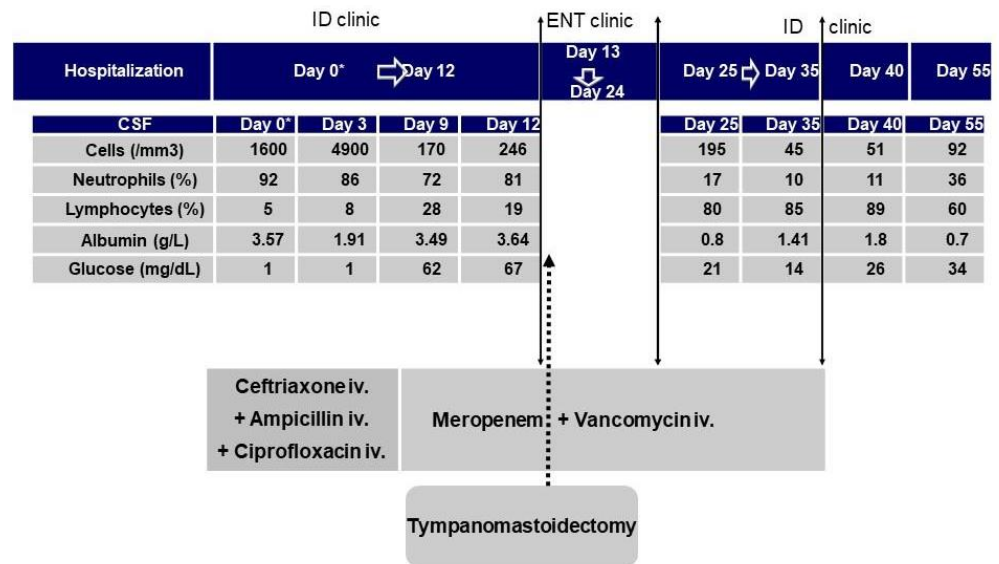 ID clinic ENT clinic ID clinic
Hospitalization Day 0* Day 12 Day 13 Day 24 Day 25 Day 35 Day 40 Day 55
CSF Day 0* Day 3 Day 9 Day 12 Day 25 Day 35 Day 40 Day 55
Cells (/mm3) 1600 4900 170 246 195 45 51 92
Neutrophils (%) 92 86 72 81 17 10 11 36
Lymphocytes (%) 5 8 28 19 80 85 89 60
Albumin (g/L) 3.57 1.91 3.49 3.64 0.8 1.41 1.8 0.7
Glucose (mg/dL) 1 1 62 67 21 14 26 34
Ceftriaxone iv.
+ Ampicillin iv.
+ Ciprofloxacin iv.
Meropenem + Vancomycin iv.
Tympanomastoidectomy